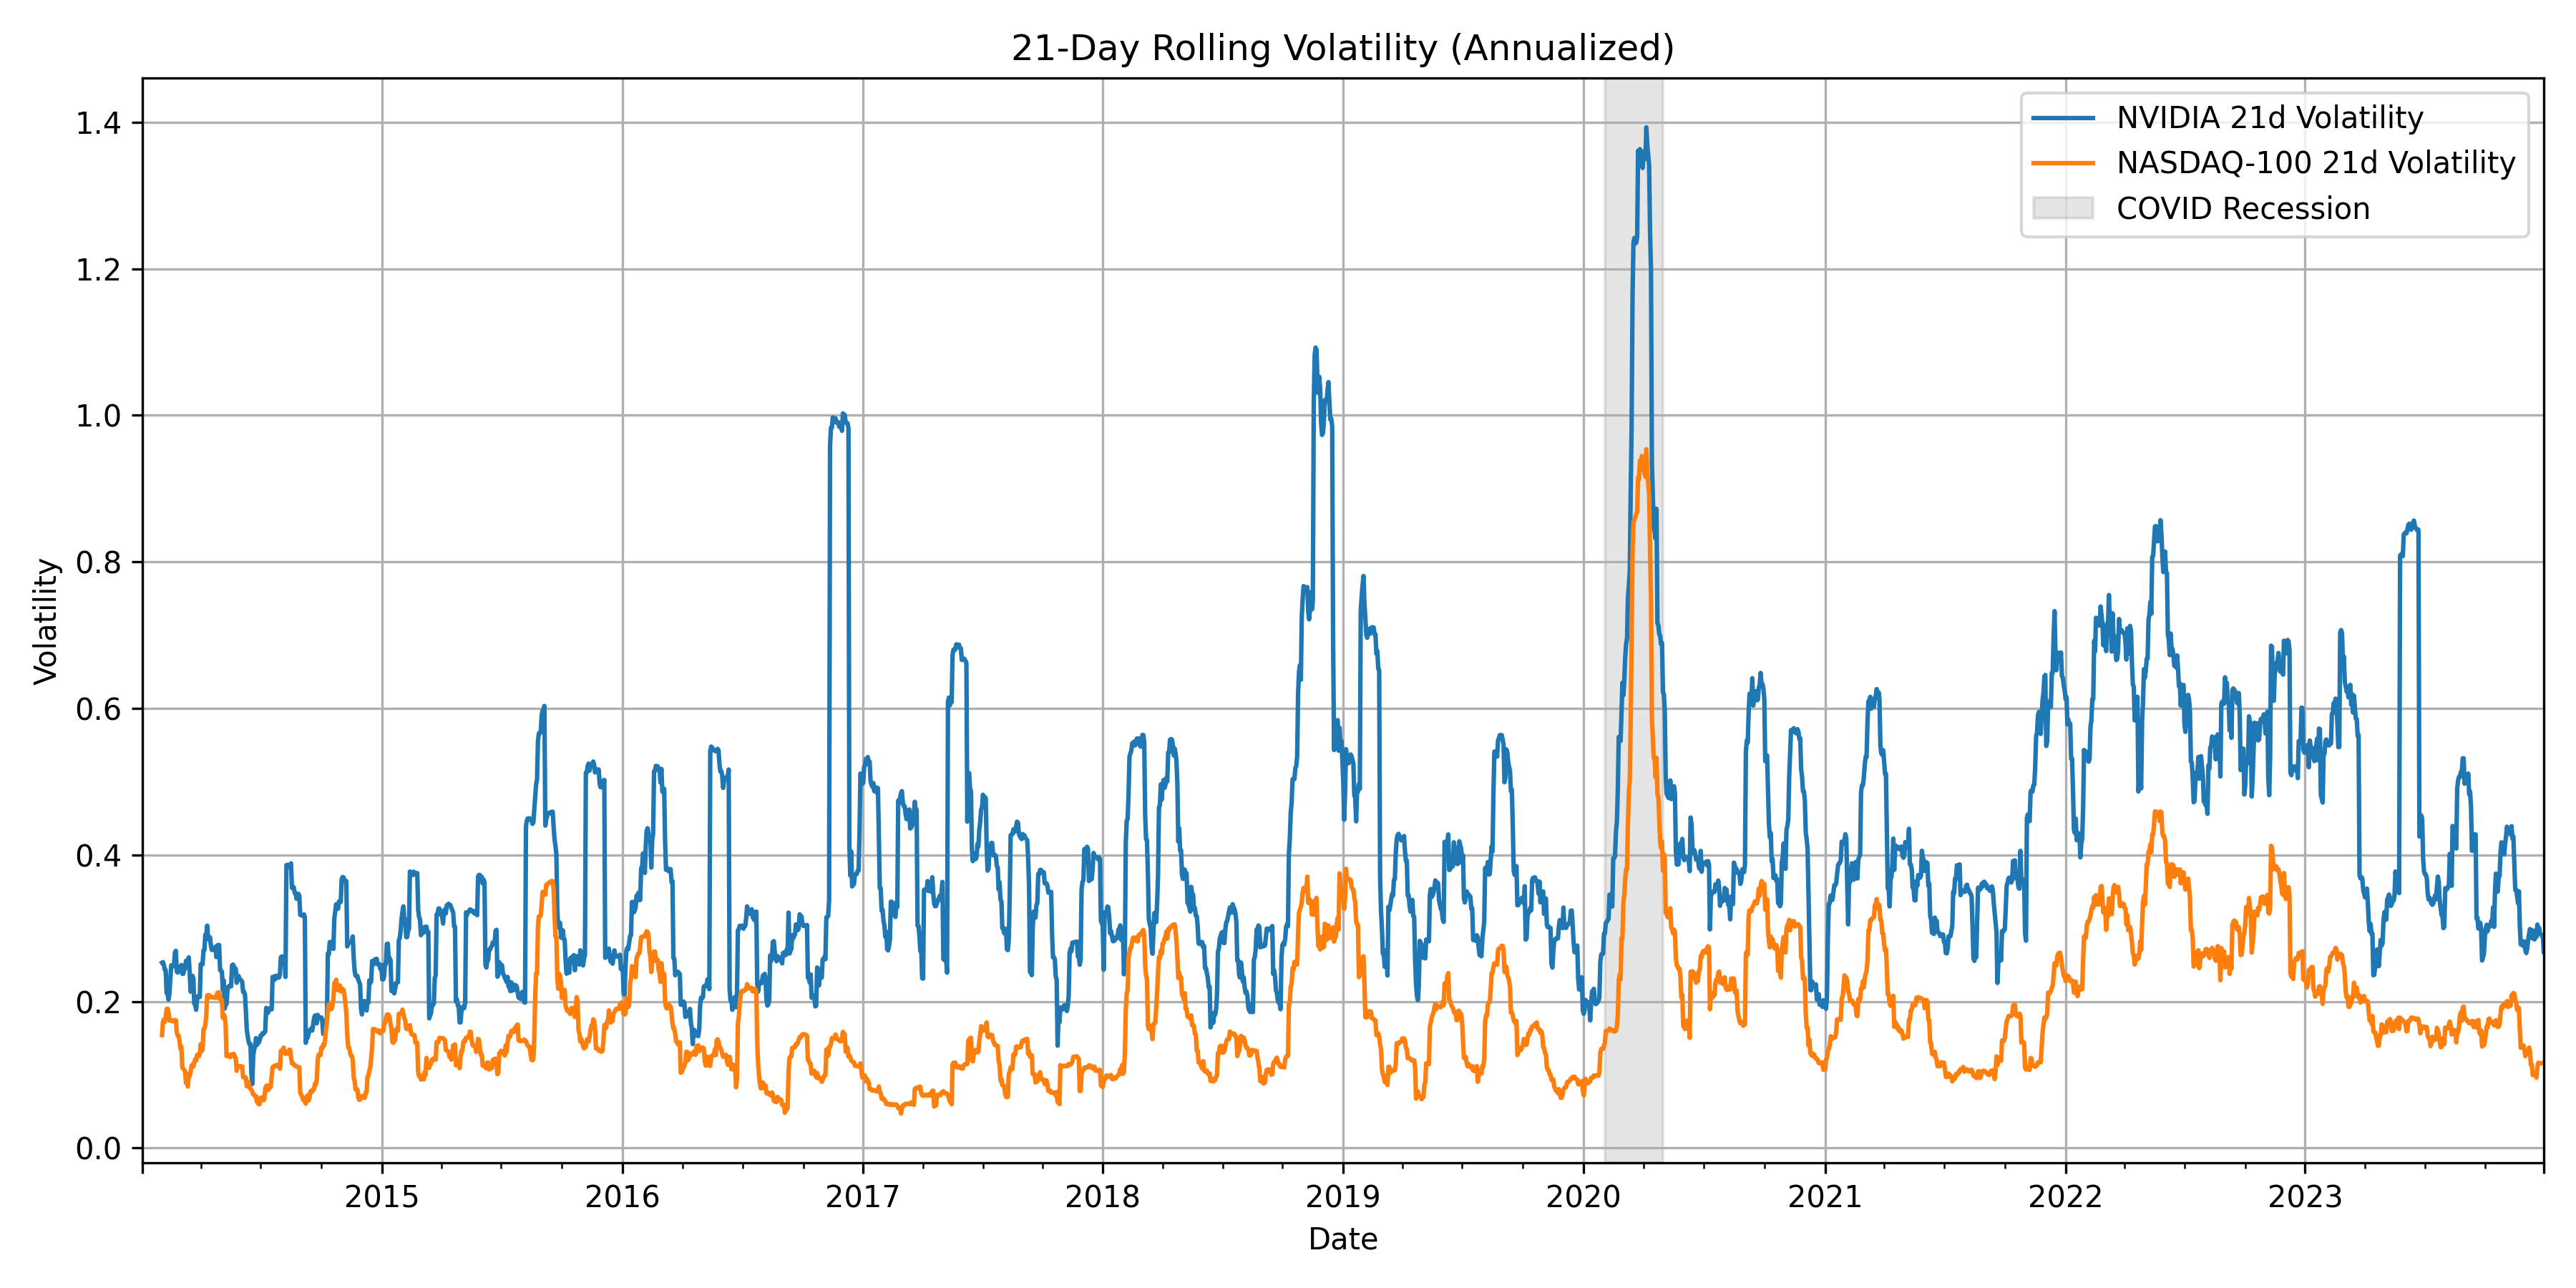 21-Day Rolling Volatility (Annualized)
NVIDIA 21d Volatility
NASDAQ-100 21d Volatility
COVID Recession
Volatility
1.4
1.2
1.0
0.8
0.6
0.4
0.2
0.0
2015 2016 2017 2018 2019 2020 2021 2022 2023
Date